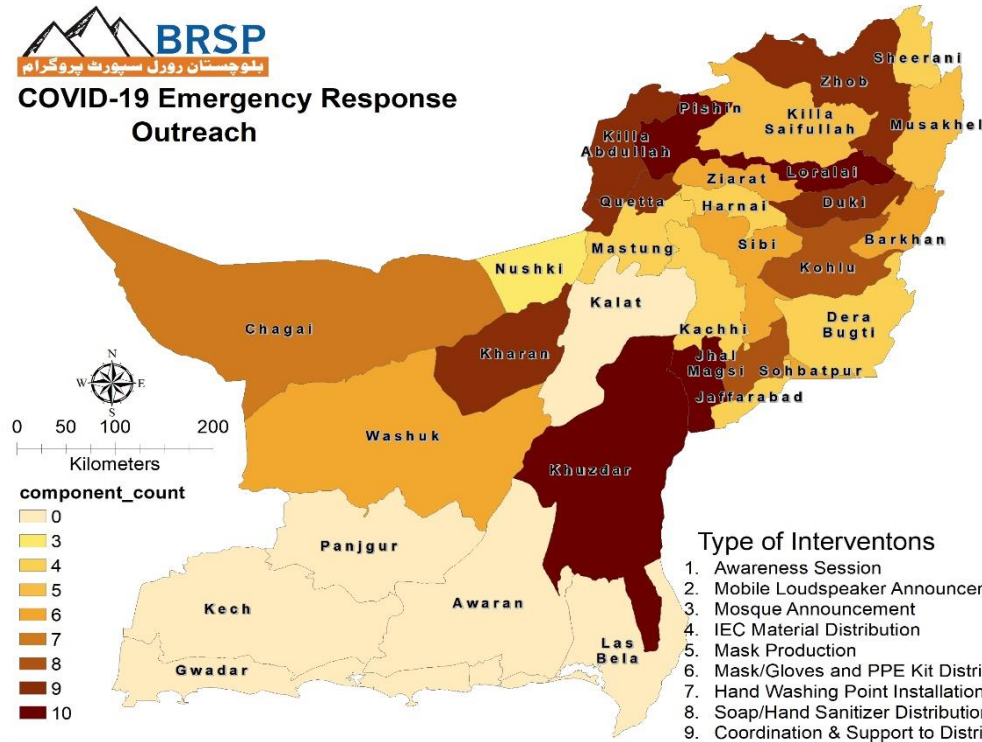 BRSP
بلوچستان رورل سپورٹ پروگرام
COVID-19 Emergency Response
Outreach
Sheerani
Zhob
Pishin
Killa
Saifullah
Musakhel
Killa
Abdullah
Loralai
Ziarat
Quetta
Harnai
Duki
Mastung
Sibi
Barkhan
Nushki
Kohlu
Kalat
Chagai
Kachhi
Dera
Bugti
Kharan
Jhal
Magsi
Sohbatpur
Jaffarabad
N
W E
S
Washuk
0 50 100 200
Kilometers
Khuzdar
component_count
0
3
4
5
6
7
8
9
10
Panjgur
Kech
Awaran
Gwadar
Las
Bela
Type of Interventons
1. Awareness Session
2. Mobile Loudspeaker Announcem
3. Mosque Announcement
4. IEC Material Distribution
5. Mask Production
6. Mask/Gloves and PPE Kit Distri
7. Hand Washing Point Installation
8. Soap/Hand Sanitizer Distribution
9. Coordination & Support to Distri